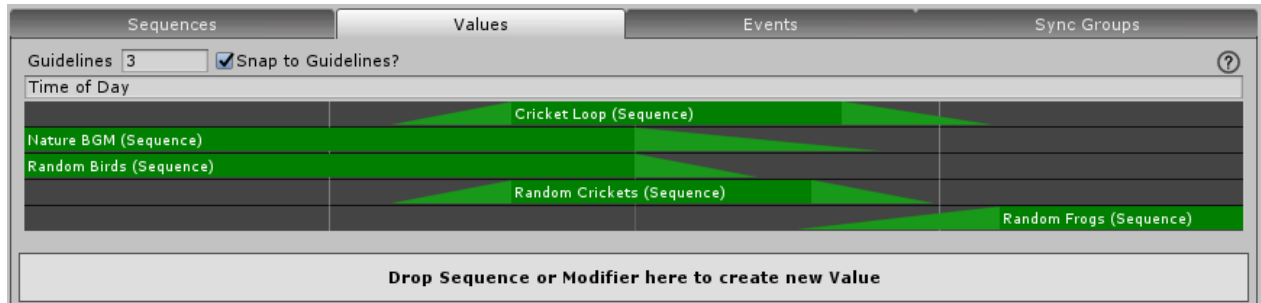 Sequences Values Events Sync Groups
Guidelines 3 Snap to Guidelines? ?
Time of Day
Cricket Loop (Sequence)
Nature BGM (Sequence)
Random Birds (Sequence)
Random Crickets (Sequence)
Random Frogs (Sequence)
Drop Sequence or Modifier here to create new Value